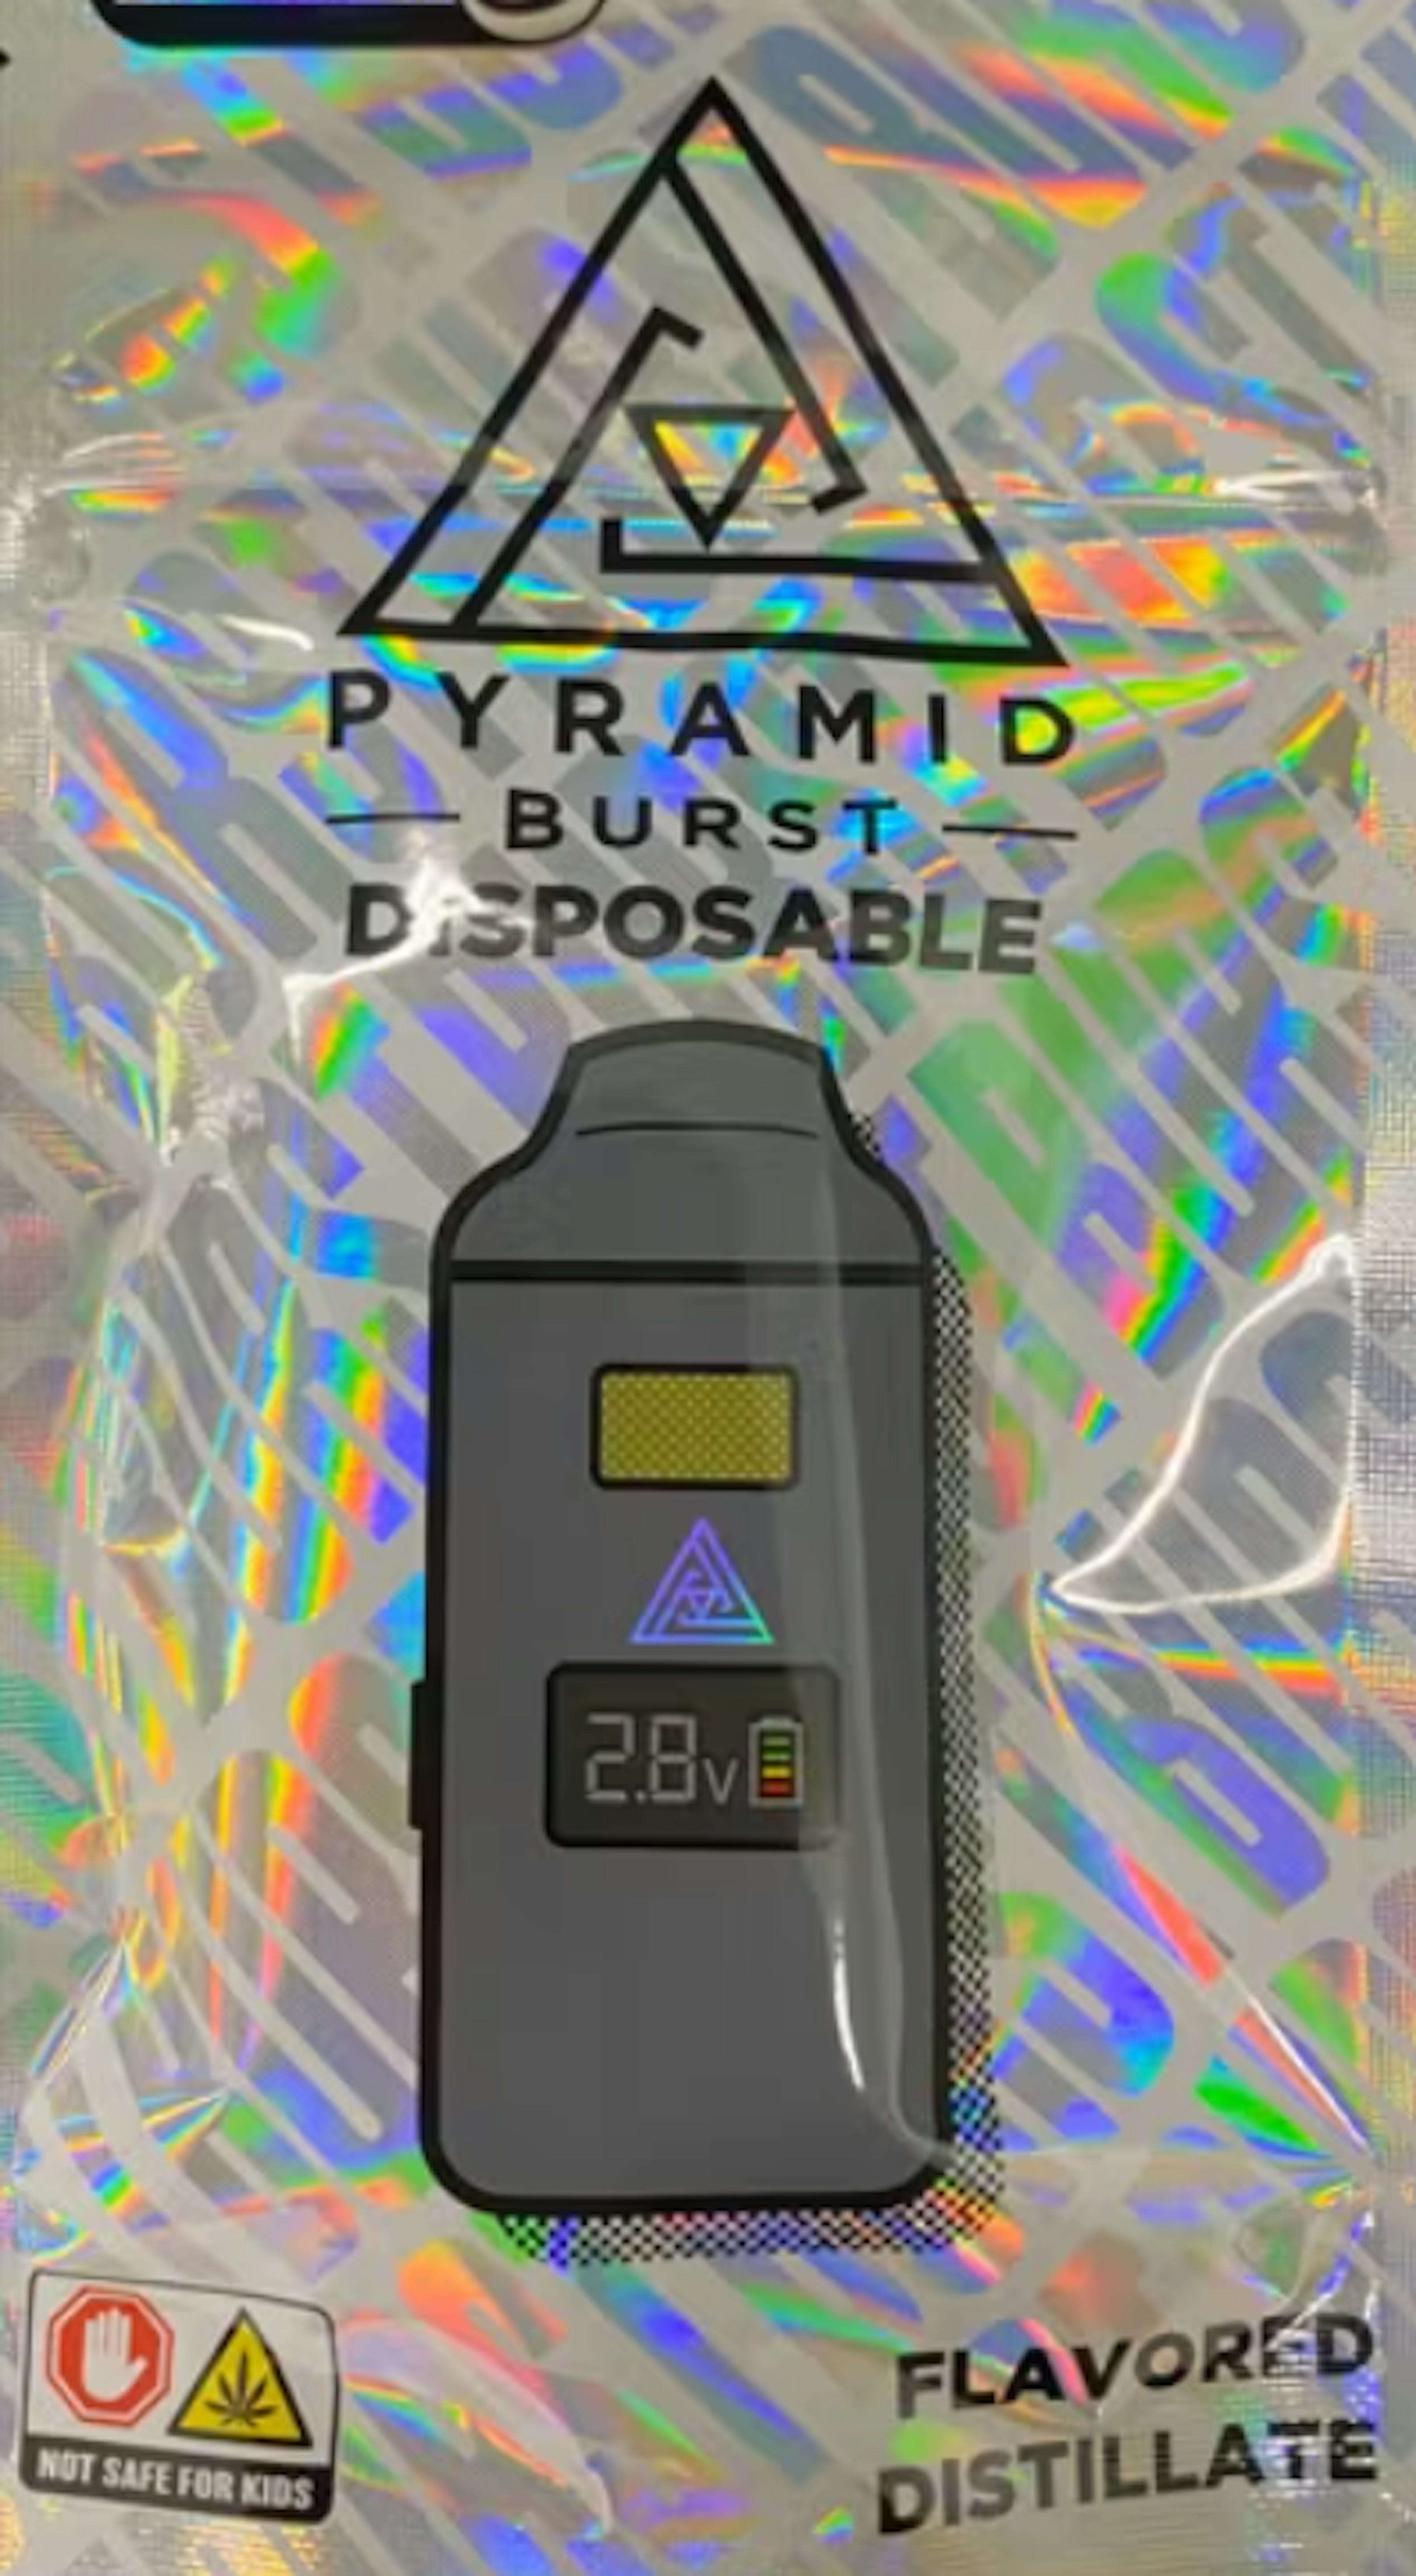 PYRAMID
BURST
DISPOSABLE
2.8V
NOT SAFE FOR KIDS
FLAVORED
DISTILLATE